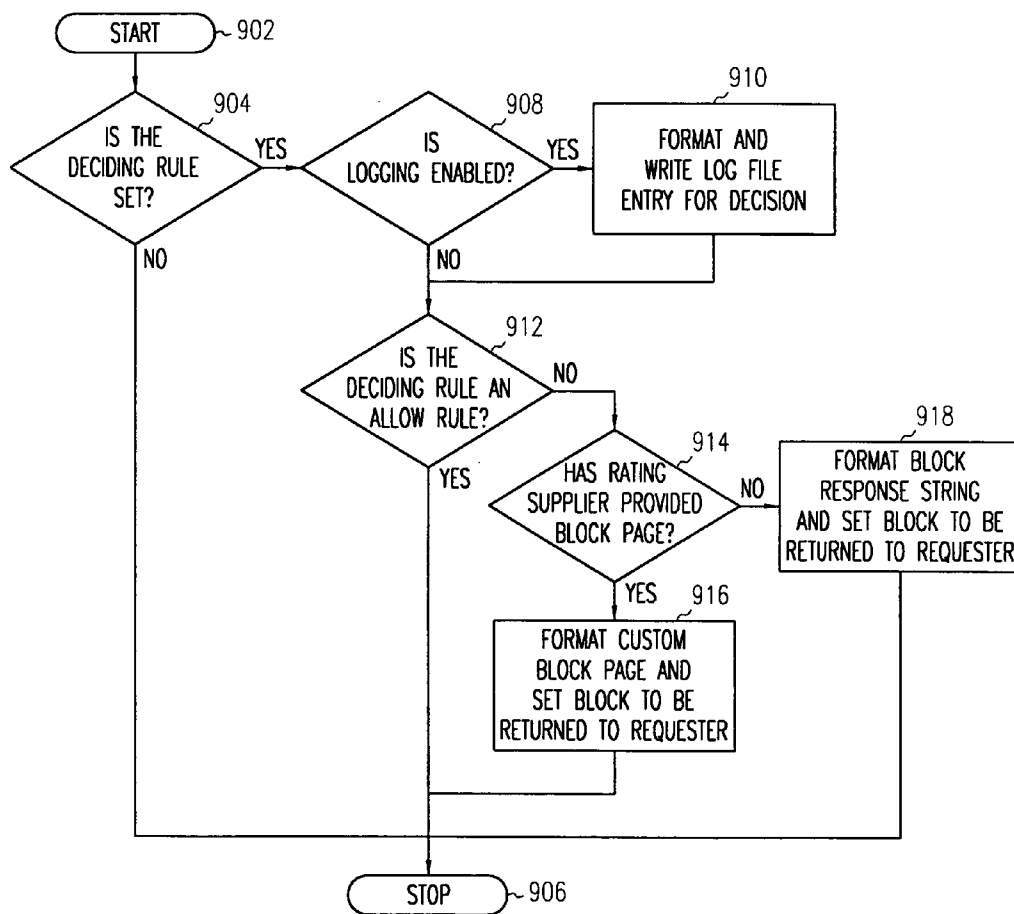 START
902
IS THE
DECIDING RULE
SET?
904
YES
NO
IS
LOGGING ENABLED?
908
YES
NO
910
FORMAT AND
WRITE LOG FILE
ENTRY FOR DECISION
IS THE
DECIDING RULE AN
ALLOW RULE?
912
NO
YES
HAS RATING
SUPPLIER PROVIDED
BLOCK PAGE?
914
NO
YES
918
FORMAT BLOCK
RESPONSE STRING
AND SET BLOCK TO BE
RETURNED TO REQUESTER
916
FORMAT CUSTOM
BLOCK PAGE AND
SET BLOCK TO BE
RETURNED TO REQUESTER
STOP
906